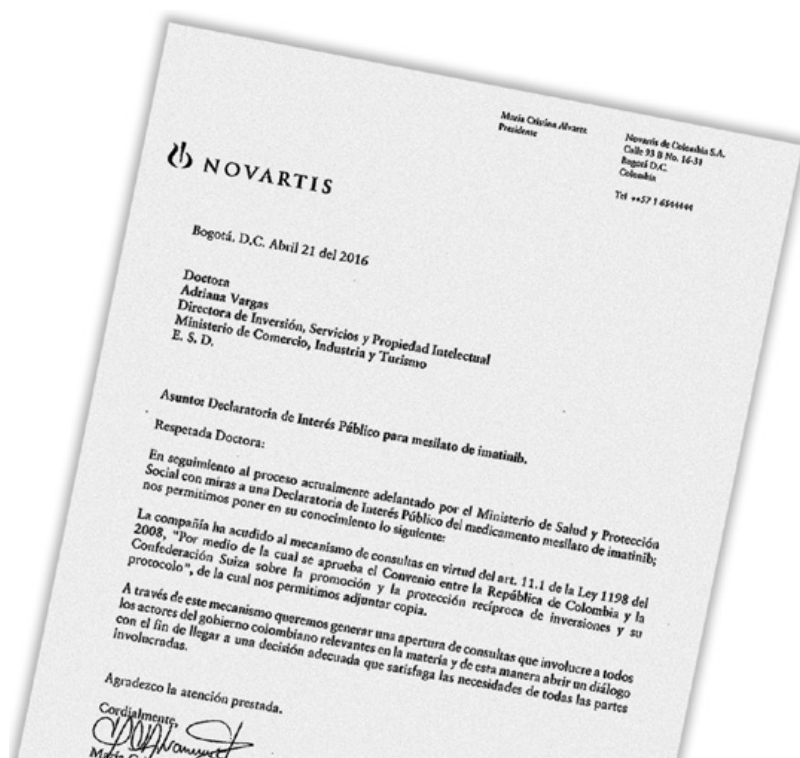 María Cristina Alvarez
Presidente
Novartis de Colombia S.A.
Calle 93 B No. 16-31
Bogotá D.C.
Colombia
Tel ++57 1 6544444
NOVARTIS
Bogotá, D.C. Abril 21 del 2016
Doctora
Adriana Vargas
Directora de Inversión, Servicios y Propiedad Intelectual
Ministerio de Comercio, Industria y Turismo
E. S. D.
Asunto: Declaratoria de Interés Público para mesilato de imatinib.
Respetada Doctora:
En seguimiento al proceso actualmente adelantado por el Ministerio de Salud y Protección
Social con miras a una Declaratoria de Interés Público del medicamento mesilato de imatinib;
nos permitimos poner en su conocimiento lo siguiente:
La compañía ha acudido al mecanismo de consultas en virtud del art. 11.1 de la Ley 1198 del
2008, "Por medio de la cual se aprueba el Convenio entre la República de Colombia y la
Confederación Suiza sobre la promoción y la protección recíproca de inversiones y su
protocolo", de la cual nos permitimos adjuntar copia.
A través de este mecanismo queremos generar una apertura de consultas que involucre a todos
los actores del gobierno colombiano relevantes en la materia y de esta manera abrir un diálogo
con el fin de llegar a una decisión adecuada que satisfaga las necesidades de todas las partes
involucradas.
Agradezco la atención prestada.
Cordialmente,